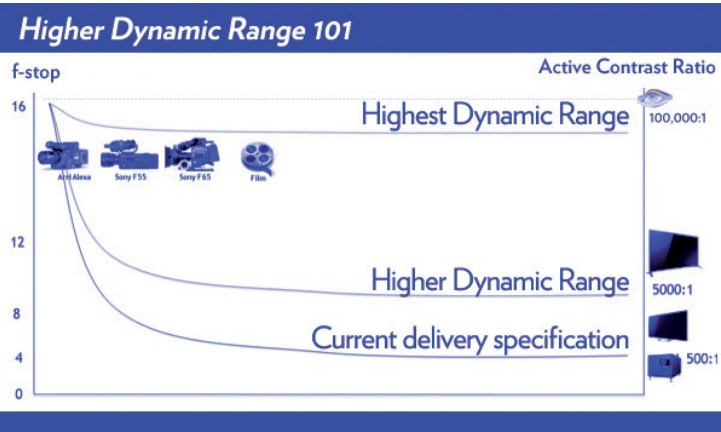 Higher Dynamic Range 101
f-stop
Active Contrast Ratio
16
Highest Dynamic Range
100,000:1
Arri Alexa
Sony F55
Sony F65
Film
12
Higher Dynamic Range
5000:1
8
Current delivery specification
4
500:1
0